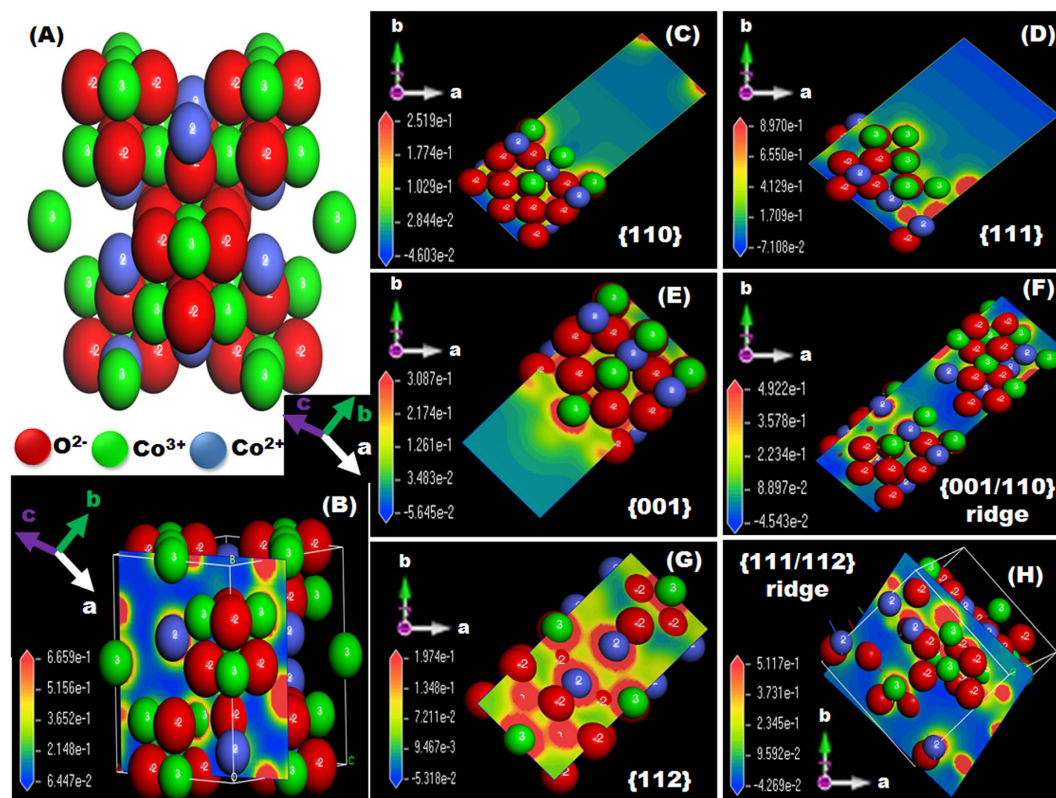 (A)
O²⁻
Co³⁺
Co²⁺
c
b
a
(B)
c
b
a
B
O
C
6.659e-1
5.156e-1
3.652e-1
2.148e-1
6.447e-2
(C)
b
a
2.519e-1
1.774e-1
1.029e-1
2.844e-2
-4.603e-2
{110}
(D)
b
a
8.970e-1
6.550e-1
4.129e-1
1.709e-1
-7.108e-2
{111}
(E)
b
a
3.087e-1
2.174e-1
1.261e-1
3.483e-2
-5.645e-2
{001}
(F)
b
a
4.922e-1
3.578e-1
2.234e-1
8.897e-2
-4.543e-2
{001/110}
ridge
(G)
b
a
1.974e-1
1.348e-1
7.211e-2
9.467e-3
-5.318e-2
{112}
{111/112}
ridge
(H)
5.117e-1
3.731e-1
2.345e-1
9.592e-2
-4.269e-2
b
a